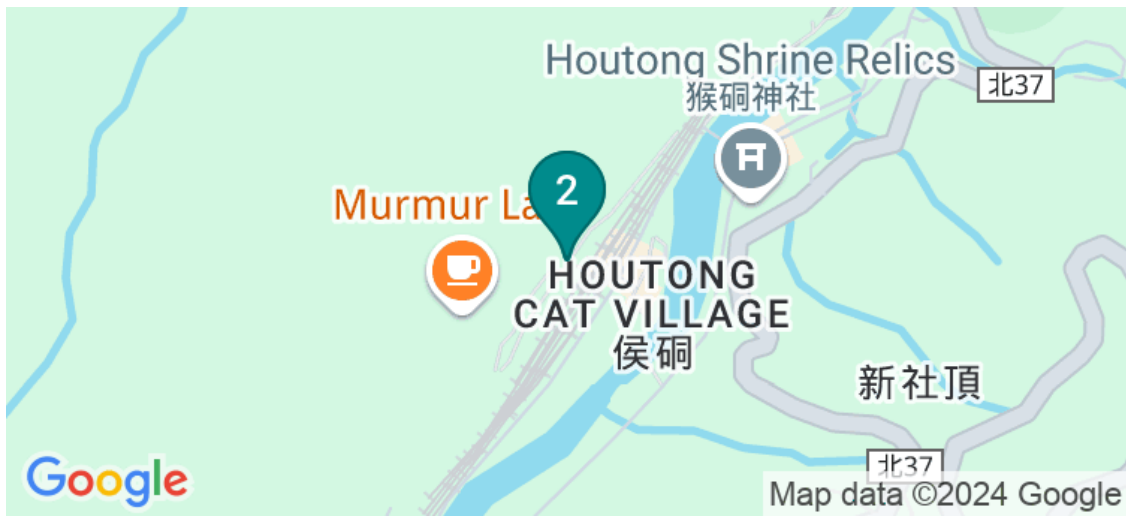 Houtong Shrine Relics
猴硐神社
北37
2
Murmur La
HOUTONG
CAT VILLAGE
侯硐
新社頂
北37
Google
Map data ©2024 Google